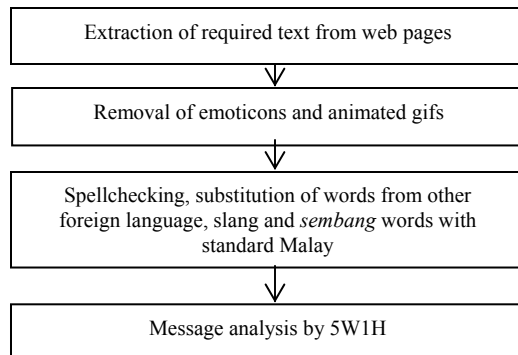 Extraction of required text from web pages
Removal of emoticons and animated gifs
Spellchecking, substitution of words from other
foreign language, slang and sembang words with
standard Malay
Message analysis by 5W1H